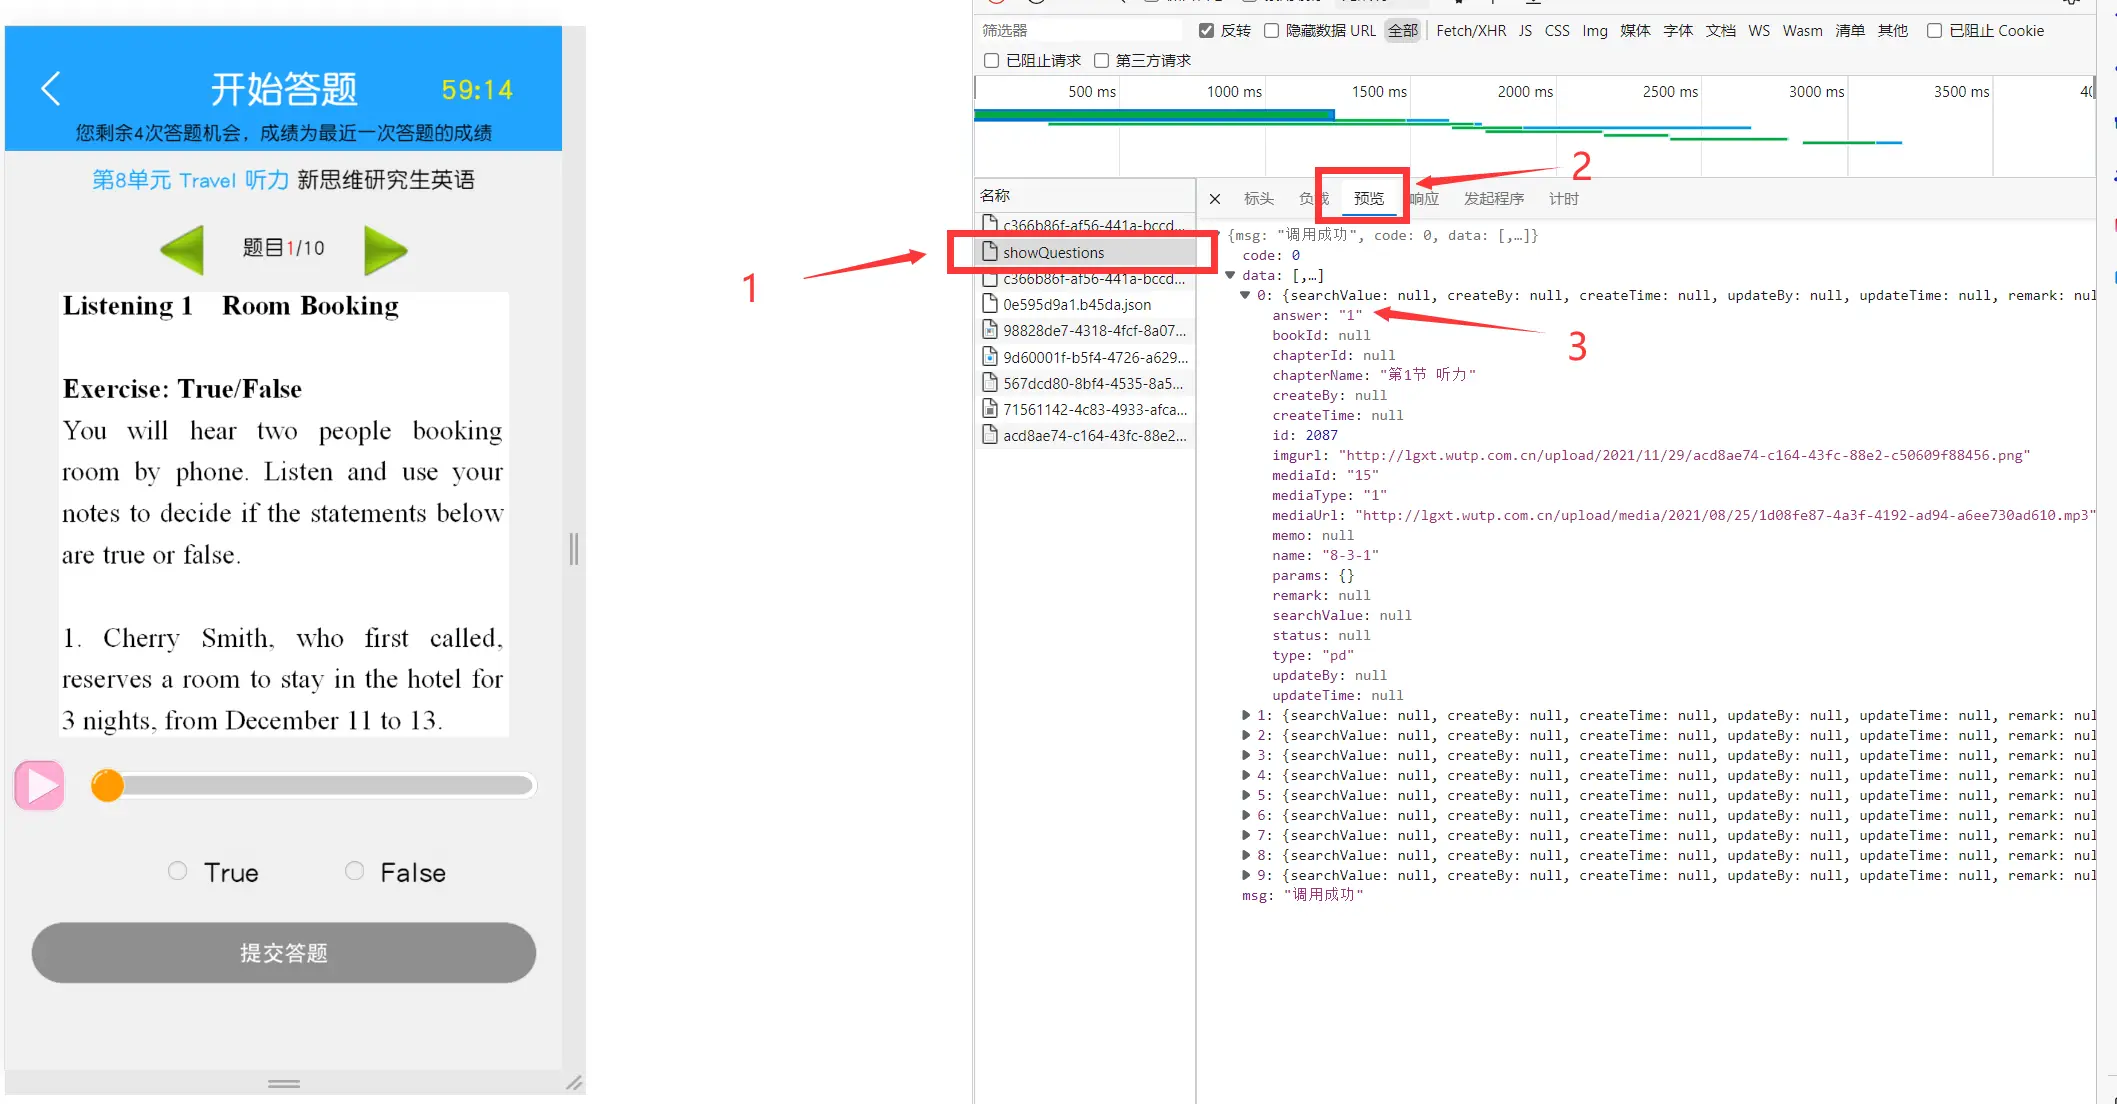 开始答题
59:14
您剩余4次答题机会，成绩为最近一次答题的成绩
第8单元 Travel 听力 新思维研究生英语
题目1/10
Listening 1 Room Booking
Exercise: True/False
You will hear two people booking
room by phone. Listen and use your
notes to decide if the statements below
are true or false.
1. Cherry Smith, who first called,
reserves a room to stay in the hotel for
3 nights, from December 11 to 13.
True
False
提交答题
1
筛选器
反转
隐藏数据 URL
全部
Fetch/XHR
JS
CSS
Img
媒体
字体
文档
WS
Wasm
清单
其他
已阻止 Cookie
已阻止请求
第三方请求
500 ms
1000 ms
1500 ms
2000 ms
2500 ms
3000 ms
3500 ms
名称
c366b86f-af56-441a-bccd...
showQuestions
c366b86f-af56-441a-bccd...
0e595d9a1.b45da.json
98828de7-4318-4fcf-8a07...
9d60001f-b5f4-4726-a629...
567dcd80-8bf4-4535-8a5...
71561142-4c83-4933-afca...
acd8ae74-c164-43fc-88e2...
2
标头
预览
响应
发起程序
计时
{msg: "调用成功", code: 0, data: [,…]}
code: 0
data: [,…]
0: {searchValue: null, createBy: null, createTime: null, updateBy: null, updateTime: null, remark: nul
answer: "1"
3
bookId: null
chapterId: null
chapterName: "第1节 听力"
createBy: null
createTime: null
id: 2087
imgurl: "http://lgxt.wutp.com.cn/upload/2021/11/29/acd8ae74-c164-43fc-88e2-c50609f88456.png"
mediaId: "15"
mediaType: "1"
mediaUrl: "http://lgxt.wutp.com.cn/upload/media/2021/08/25/1d08fe87-4a3f-4192-ad94-a6ee730ad610.mp3"
memo: null
name: "8-3-1"
params: {}
remark: null
searchValue: null
status: null
type: "pd"
updateBy: null
updateTime: null
1: {searchValue: null, createBy: null, createTime: null, updateBy: null, updateTime: null, remark: nul
2: {searchValue: null, createBy: null, createTime: null, updateBy: null, updateTime: null, remark: nul
3: {searchValue: null, createBy: null, createTime: null, updateBy: null, updateTime: null, remark: nul
4: {searchValue: null, createBy: null, createTime: null, updateBy: null, updateTime: null, remark: nul
5: {searchValue: null, createBy: null, createTime: null, updateBy: null, updateTime: null, remark: nul
6: {searchValue: null, createBy: null, createTime: null, updateBy: null, updateTime: null, remark: nul
7: {searchValue: null, createBy: null, createTime: null, updateBy: null, updateTime: null, remark: nul
8: {searchValue: null, createBy: null, createTime: null, updateBy: null, updateTime: null, remark: nul
9: {searchValue: null, createBy: null, createTime: null, updateBy: null, updateTime: null, remark: nul
msg: "调用成功"